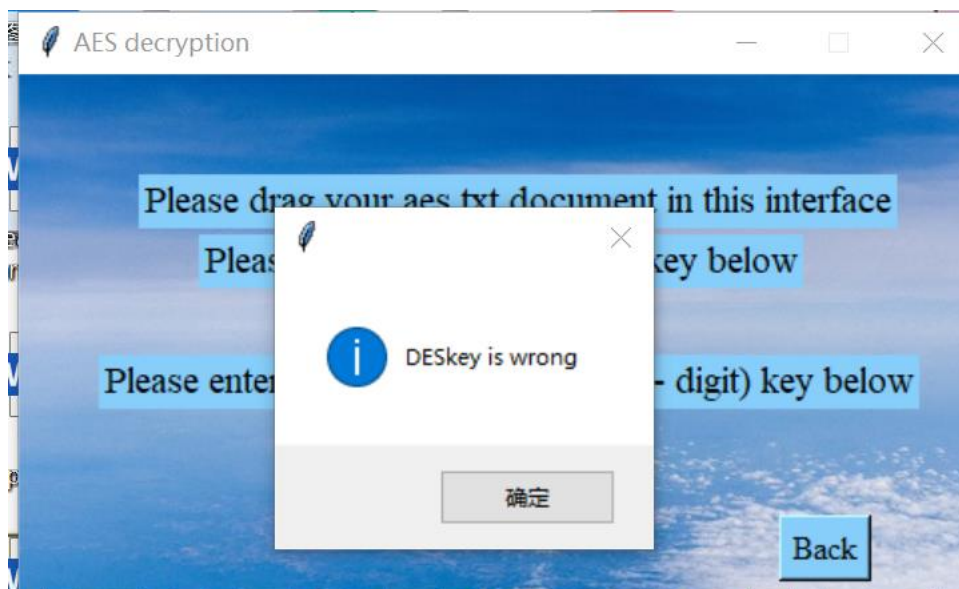 AES decryption
Please drag your aes txt document in this interface
key below
DESkey is wrong
Please enter - digit) key below
确定
Back